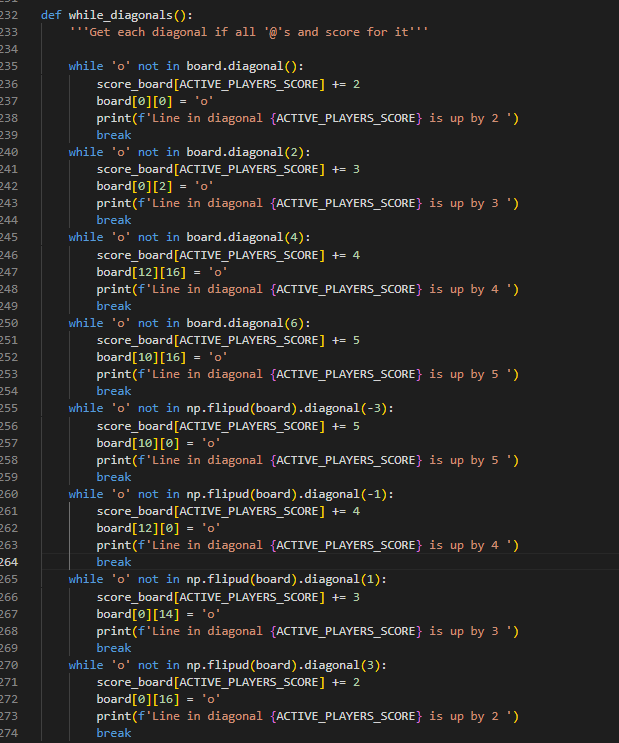 232 def while_diagonals():
233     '''Get each diagonal if all '@'s and score for it'''
234
235     while 'o' not in board.diagonal():
236         score_board[ACTIVE_PLAYERS_SCORE] += 2
237         board[0][0] = 'o'
238         print(f'Line in diagonal {ACTIVE_PLAYERS_SCORE} is up by 2 ')
239         break
240     while 'o' not in board.diagonal(2):
241         score_board[ACTIVE_PLAYERS_SCORE] += 3
242         board[0][2] = 'o'
243         print(f'Line in diagonal {ACTIVE_PLAYERS_SCORE} is up by 3 ')
244         break
245     while 'o' not in board.diagonal(4):
246         score_board[ACTIVE_PLAYERS_SCORE] += 4
247         board[12][16] = 'o'
248         print(f'Line in diagonal {ACTIVE_PLAYERS_SCORE} is up by 4 ')
249         break
250     while 'o' not in board.diagonal(6):
251         score_board[ACTIVE_PLAYERS_SCORE] += 5
252         board[10][16] = 'o'
253         print(f'Line in diagonal {ACTIVE_PLAYERS_SCORE} is up by 5 ')
254         break
255     while 'o' not in np.flipud(board).diagonal(-3):
256         score_board[ACTIVE_PLAYERS_SCORE] += 5
257         board[10][0] = 'o'
258         print(f'Line in diagonal {ACTIVE_PLAYERS_SCORE} is up by 5 ')
259         break
260     while 'o' not in np.flipud(board).diagonal(-1):
261         score_board[ACTIVE_PLAYERS_SCORE] += 4
262         board[12][0] = 'o'
263         print(f'Line in diagonal {ACTIVE_PLAYERS_SCORE} is up by 4 ')
264         break
265     while 'o' not in np.flipud(board).diagonal(1):
266         score_board[ACTIVE_PLAYERS_SCORE] += 3
267         board[0][14] = 'o'
268         print(f'Line in diagonal {ACTIVE_PLAYERS_SCORE} is up by 3 ')
269         break
270     while 'o' not in np.flipud(board).diagonal(3):
271         score_board[ACTIVE_PLAYERS_SCORE] += 2
272         board[0][16] = 'o'
273         print(f'Line in diagonal {ACTIVE_PLAYERS_SCORE} is up by 2 ')
274         break